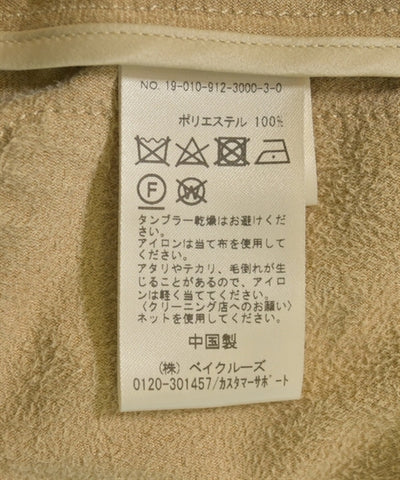 NO. 19-010-912-3000-3-0
ポリエステル 100%
F
W
タンブラー乾燥はお避けくだ
さい。
アイロンは当て布を使用して
ください。
アタリやテカリ、毛倒れが生
じることがあるので、アイロ
ンは軽く当ててください。
〈クリーニング店へのお願い〉
ネットを使用してください。
中国製
(株) ベイクルーズ
0120-301457/カスタマーサポート